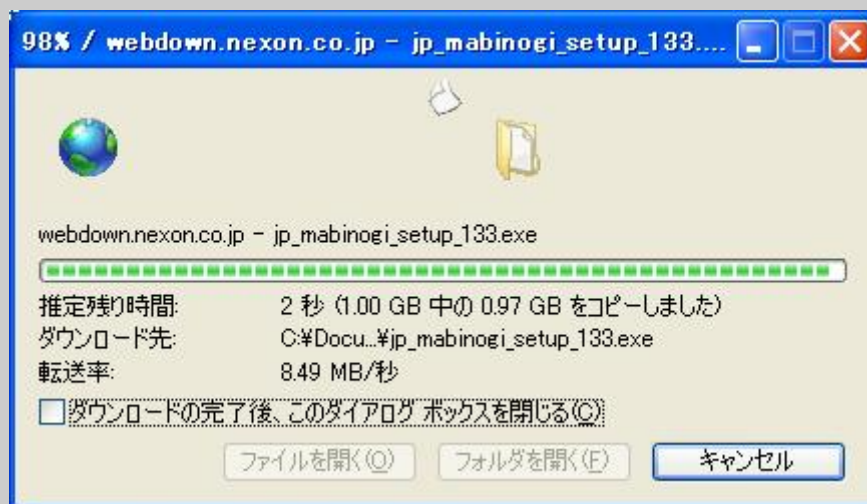 98% / webdown.nexon.co.jp - jp_mabinogi_setup_133....
webdown.nexon.co.jp - jp_mabinogi_setup_133.exe
推定残り時間: 2 秒 (1.00 GB 中の 0.97 GB をコピーしました)
ダウンロード先: C:¥Docu...¥jp_mabinogi_setup_133.exe
転送率: 8.49 MB/秒
ダウンロードの完了後、このダイアログ ボックスを閉じる(C)
ファイルを開く(O) フォルダを開く(F) キャンセル